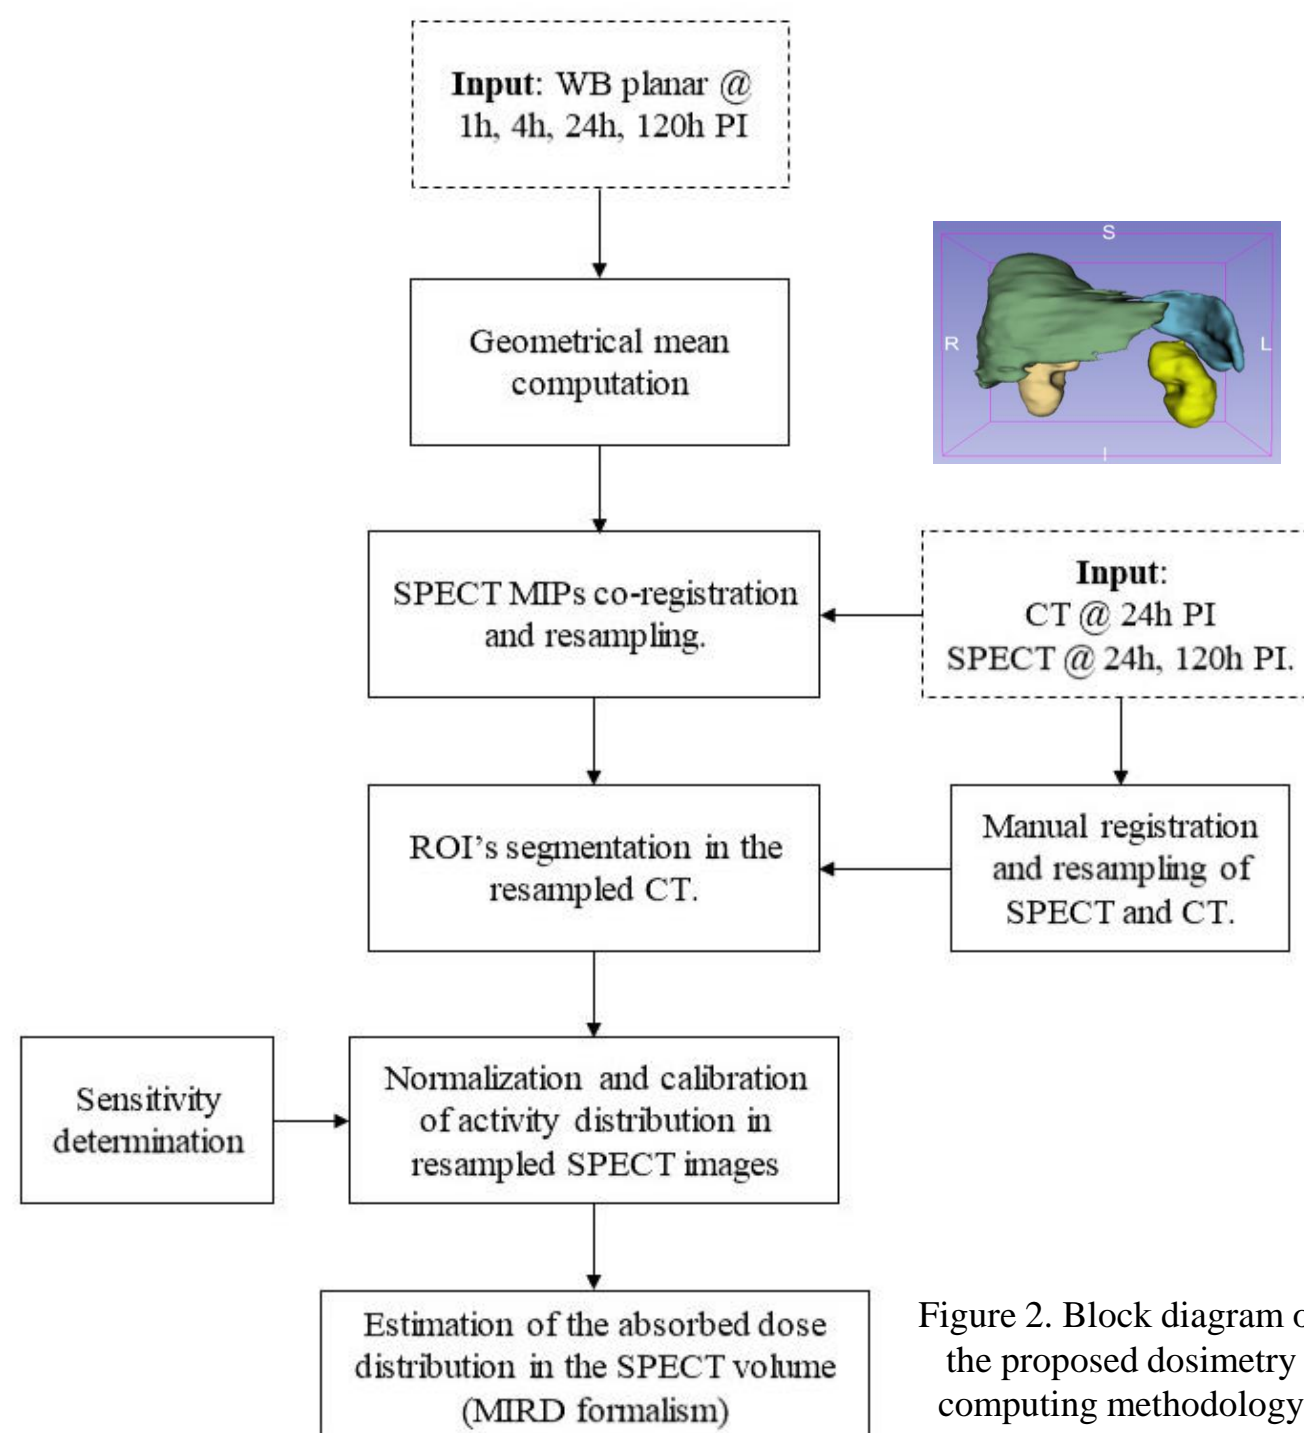 Input: WB planar @
1h, 4h, 24h, 120h PI
Geometrical mean
computation
S
R
L
I
SPECT MIPs co-registration
and resampling.
Input:
CT @ 24h PI
SPECT @ 24h, 120h PI.
ROI's segmentation in the
resampled CT.
Manual registration
and resampling of
SPECT and CT.
Sensitivity
determination
Normalization and calibration
of activity distribution in
resampled SPECT images
Estimation of the absorbed dose
distribution in the SPECT volume
(MIRD formalism)
Figure 2. Block diagram
the proposed dosimetry
computing methodology